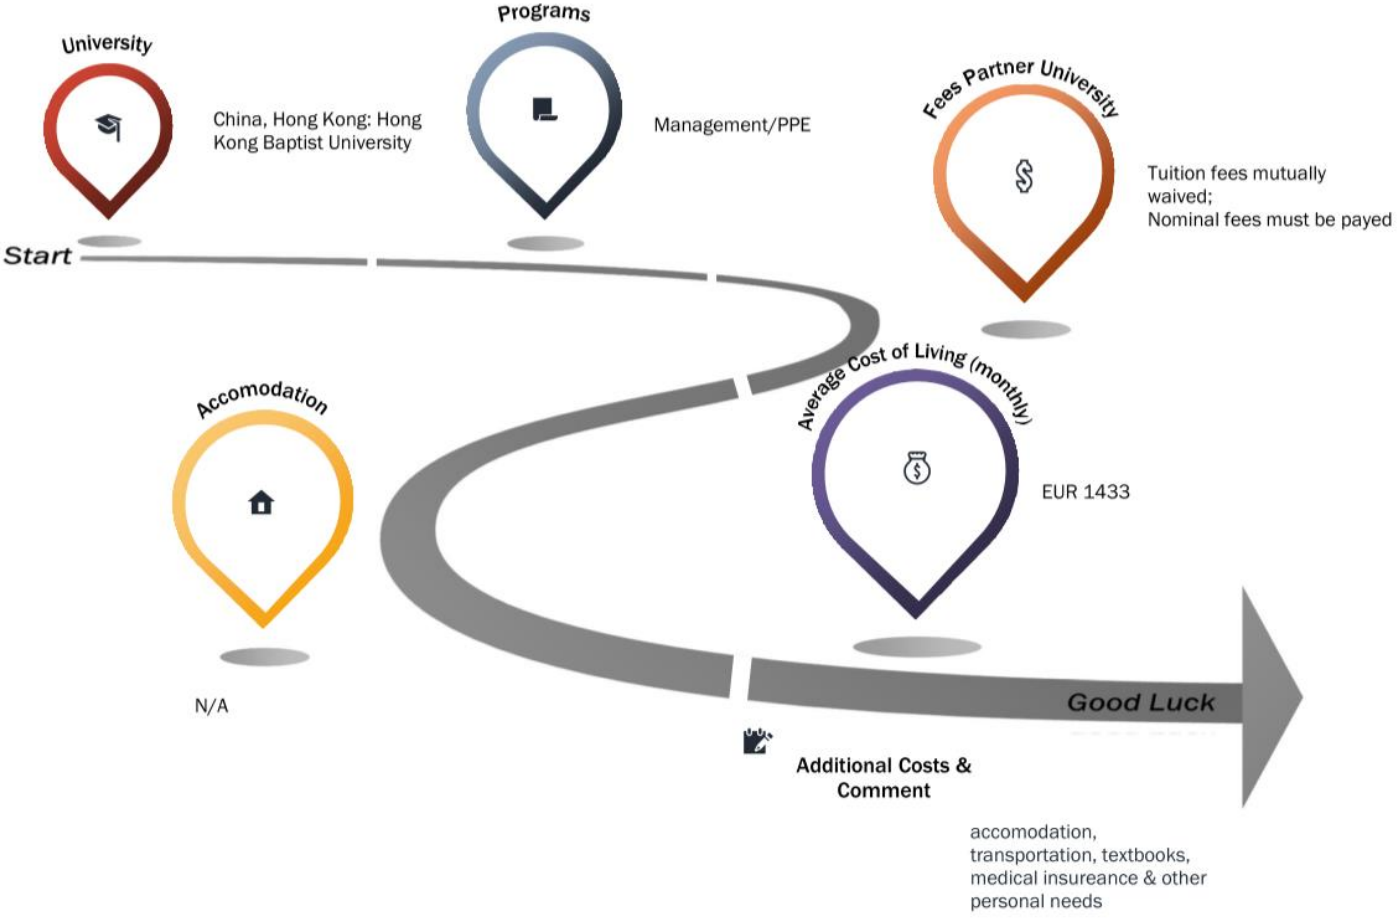 Programs
University
Fees Partner University
China, Hong Kong: Hong
Kong Baptist University
Management/PPE
Tuition fees mutually
waived;
Nominal fees must be payed
Start
Average Cost of Living (monthly)
Accomodation
EUR 1433
N/A
Good Luck
Additional Costs &
Comment
accomodation,
transportation, textbooks,
medical insureance & other
personal needs